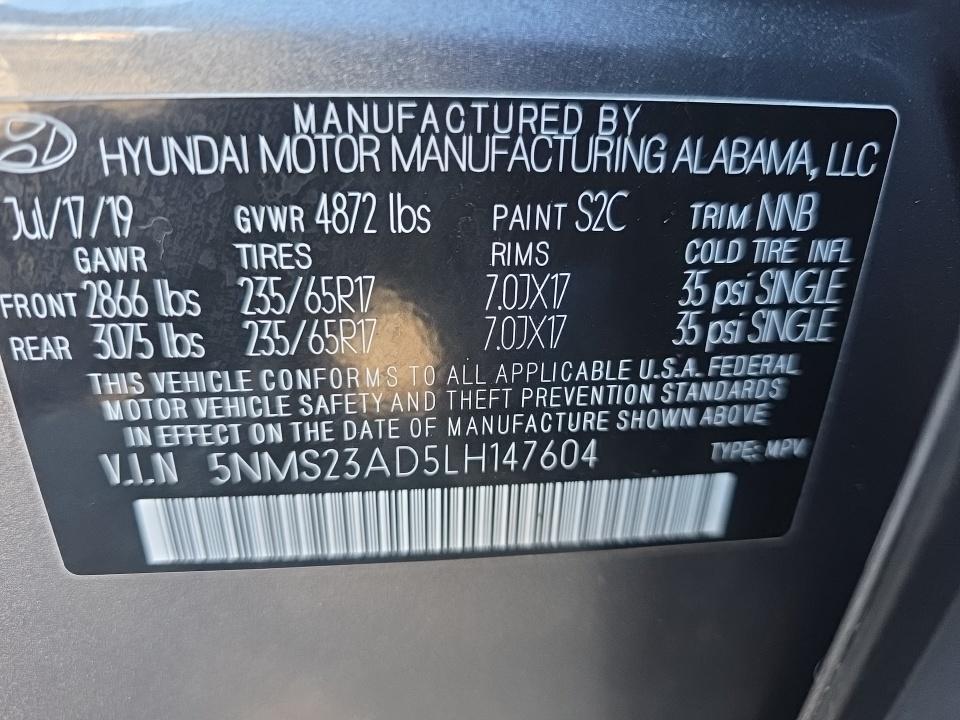 MANUFACTURED BY
HYUNDAI MOTOR MANUFACTURING ALABAMA, LLC
Jul/17/19 GVWR 4872 lbs PAINT S2C TRIM NNB
GAWR TIRES RIMS COLD TIRE INFL
FRONT 2866 lbs 235/65R17 7.0JX17 35 psi SINGLE
REAR 3075 lbs 235/65R17 7.0JX17 35 psi SINGLE
THIS VEHICLE CONFORMS TO ALL APPLICABLE U.S.A. FEDERAL
MOTOR VEHICLE SAFETY AND THEFT PREVENTION STANDARDS
IN EFFECT ON THE DATE OF MANUFACTURE SHOWN ABOVE
V.I.N 5NMS23AD5LH147604 TYPE: MPV